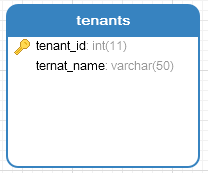 tenants
tenant_id: int(11)
ternat_name: varchar(50)